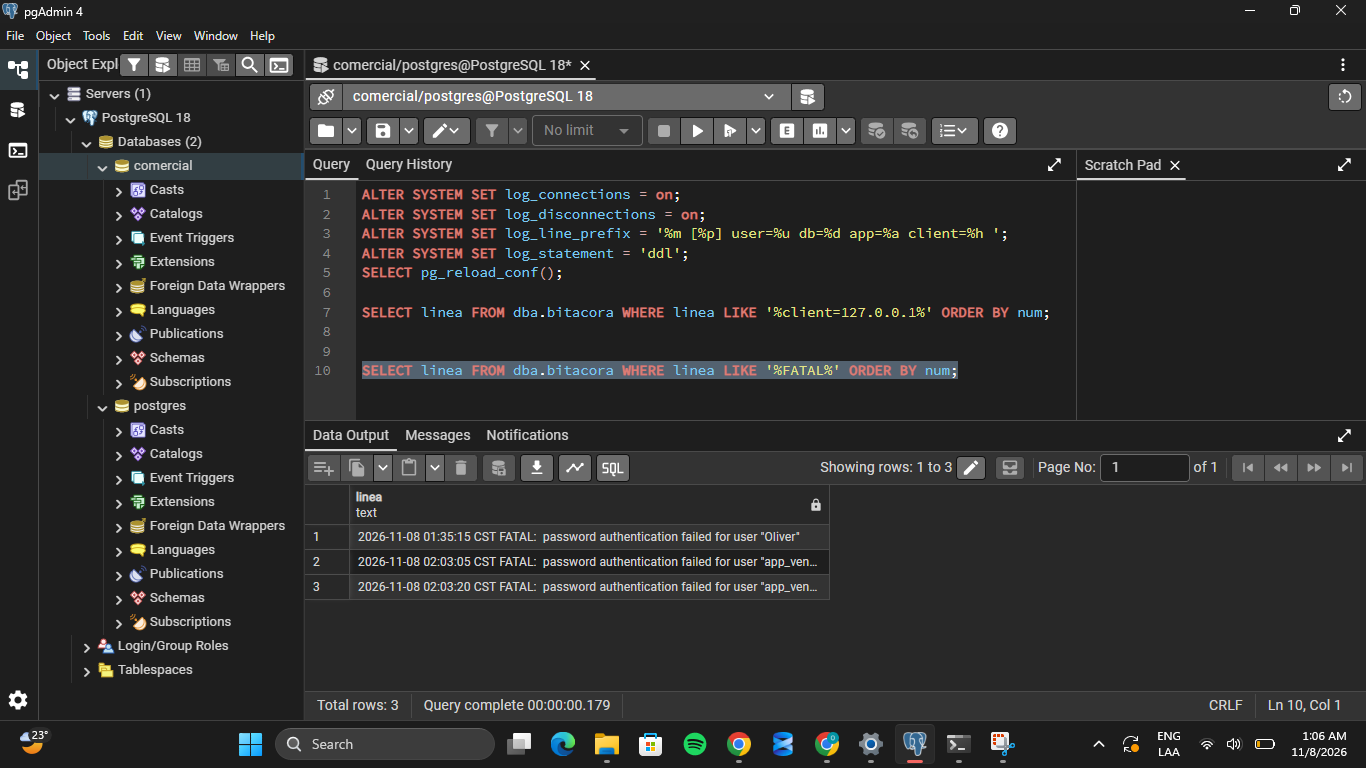 pgAdmin 4
File Object Tools Edit View Window Help
Object Expl
comercial/postgres@PostgreSQL 18*
Servers (1)
comercial/postgres@PostgreSQL 18
PostgreSQL 18
No limit
Databases (2)
comercial
Query Query History
Scratch Pad
Casts
Catalogs
Event Triggers
Extensions
Foreign Data Wrappers
Languages
Publications
Schemas
Subscriptions
postgres
Casts
Catalogs
Event Triggers
Extensions
Foreign Data Wrappers
Languages
Publications
Schemas
Subscriptions
Login/Group Roles
Tablespaces
1 ALTER SYSTEM SET log_connections = on;
2 ALTER SYSTEM SET log_disconnections = on;
3 ALTER SYSTEM SET log_line_prefix = '%m [%p] user=%u db=%d app=%a client=%h ';
4 ALTER SYSTEM SET log_statement = 'ddl';
5 SELECT pg_reload_conf();
6
7 SELECT linea FROM dba.bitacora WHERE linea LIKE '%client=127.0.0.1%' ORDER BY num;
8
9
10 SELECT linea FROM dba.bitacora WHERE linea LIKE '%FATAL%' ORDER BY num;
Data Output Messages Notifications
SQL
Showing rows: 1 to 3
Page No: 1 of 1
linea
text
1 2026-11-08 01:35:15 CST FATAL: password authentication failed for user "Oliver"
2 2026-11-08 02:03:05 CST FATAL: password authentication failed for user "app_ven...
3 2026-11-08 02:03:20 CST FATAL: password authentication failed for user "app_ven...
Total rows: 3
Query complete 00:00:00.179
CRLF
Ln 10, Col 1
23°
Search
ENG
LAA
1:06 AM
11/8/2026